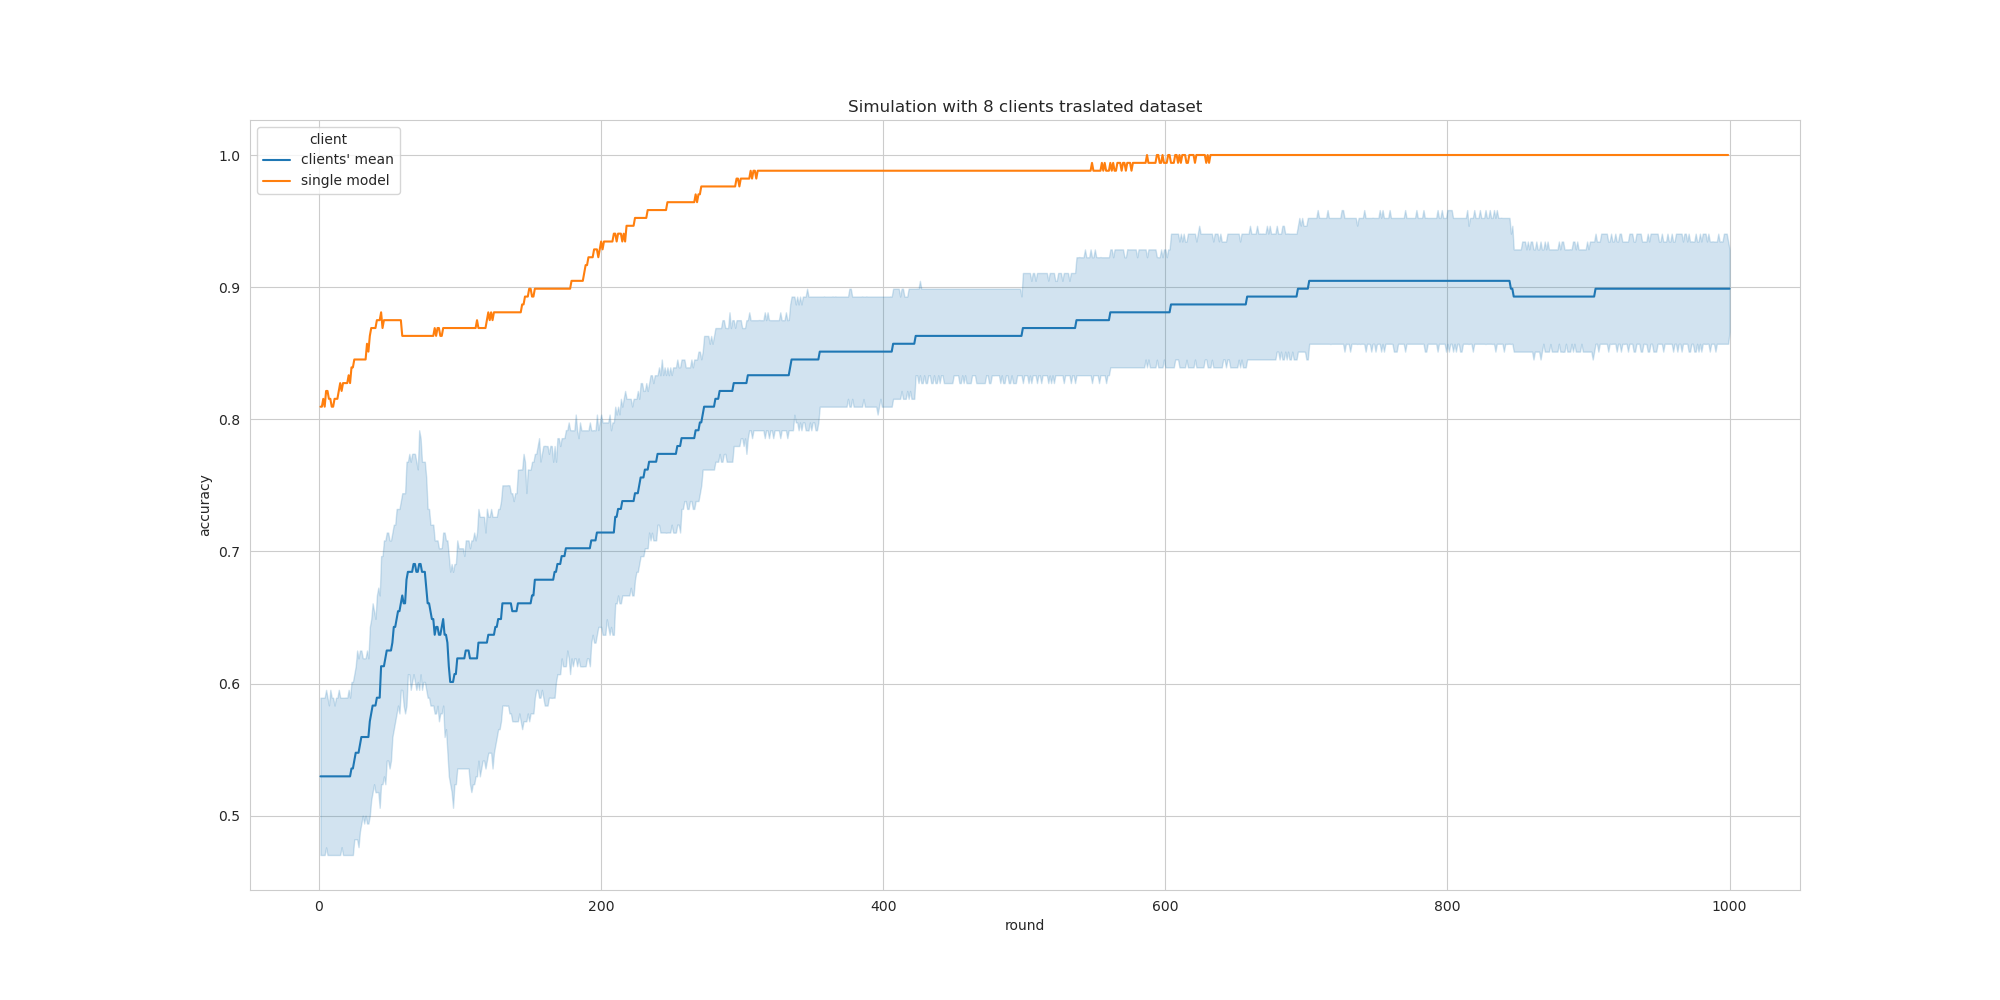 Simulation with 8 clients traslated dataset
client
clients' mean
single model
accuracy
1.0
0.9
0.8
0.7
0.6
0.5
0
200
400
600
800
1000
round